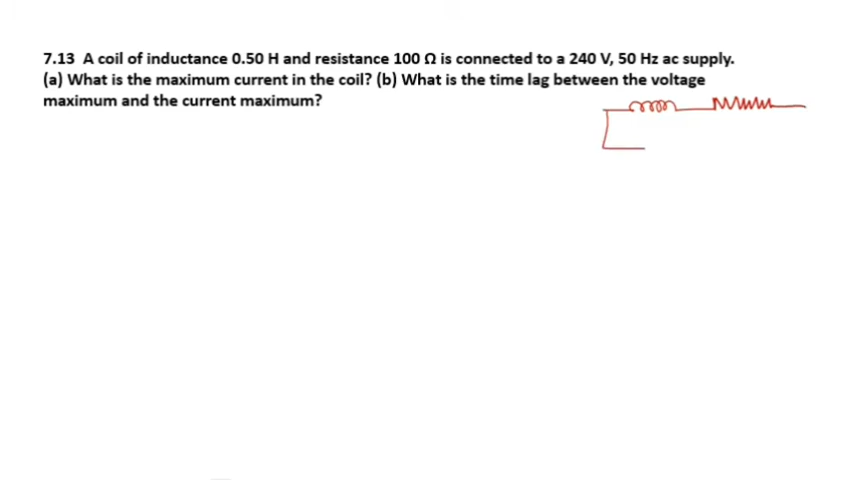 7.13 A coil of inductance 0.50 H and resistance 100 Ω is connected to a 240 V, 50 Hz ac supply.
(a) What is the maximum current in the coil? (b) What is the time lag between the voltage
maximum and the current maximum?